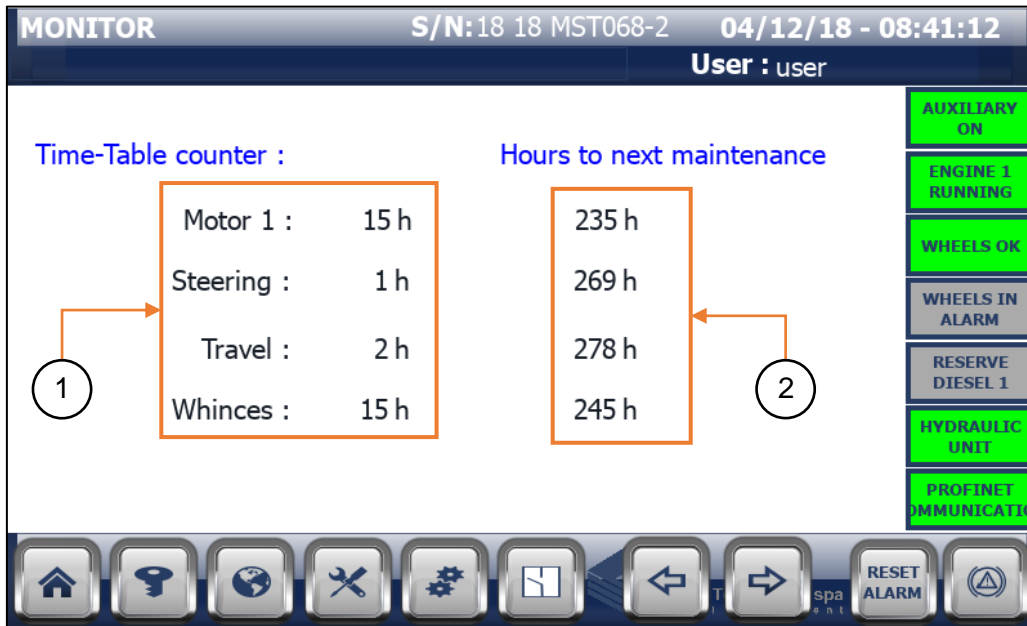 MONITOR S/N:18 18 MST068-2 04/12/18 - 08:41:12
User : user
Time-Table counter : Hours to next maintenance
Motor 1 : 15 h 235 h
Steering : 1 h 269 h
Travel : 2 h 278 h
Whinces : 15 h 245 h
1
2
AUXILIARY
ON
ENGINE 1
RUNNING
WHEELS OK
WHEELS IN
ALARM
RESERVE
DIESEL 1
HYDRAULIC
UNIT
PROFINET
OMMUNICATI
spa
RESET
ALARM